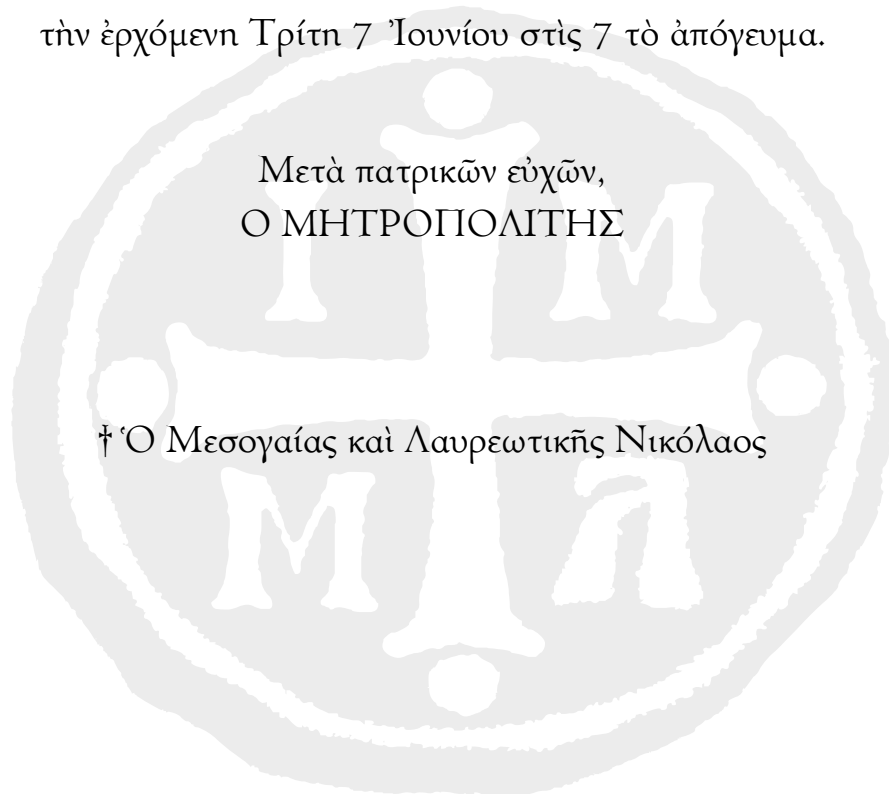 τὴν ἐρχόμενη Τρίτη 7 Ἰουνίου στὶς 7 τὸ ἀπόγευμα.
Μετὰ πατρικῶν εὐχῶν,
Ο ΜΗΤΡΟΠΟΛΙΤΗΣ
Ι Μ
† Ὁ Μεσογαίας καὶ Λαυρεωτικῆς Νικόλαος
Μ Λ